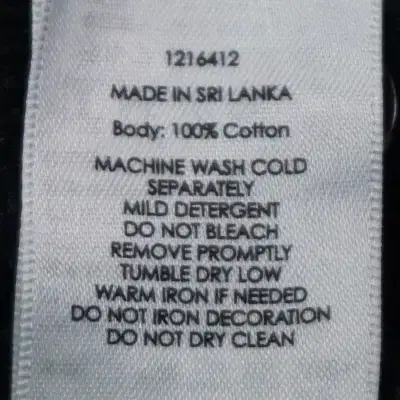 1216412
MADE IN SRI LANKA
Body: 100% Cotton
MACHINE WASH COLD
SEPARATELY
MILD DETERGENT
DO NOT BLEACH
REMOVE PROMPTLY
TUMBLE DRY LOW
WARM IRON IF NEEDED
DO NOT IRON DECORATION
DO NOT DRY CLEAN